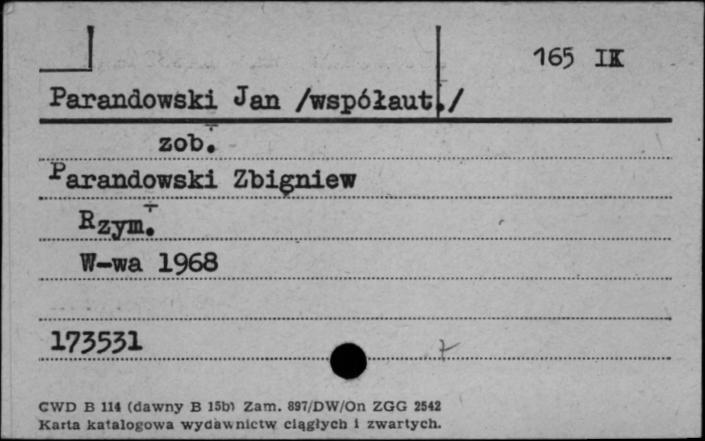 165 IX
Parandowski Jan /współaut./
zob.
Parandowski Zbigniew
Rzym.
W-wa 1968
173531
CWD B 114 (dawny B 15b) Zam. 897/DW/On ZGG 2542
Karta katalogowa wydawnictw ciągłych i zwartych.